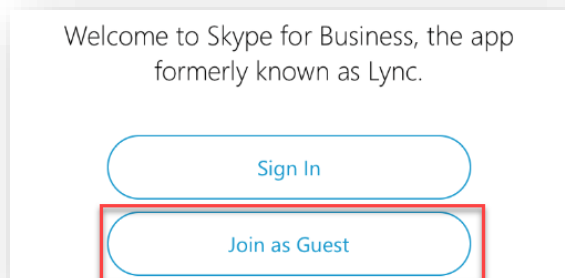 Welcome to Skype for Business, the app
formerly known as Lync.
Sign In
Join as Guest